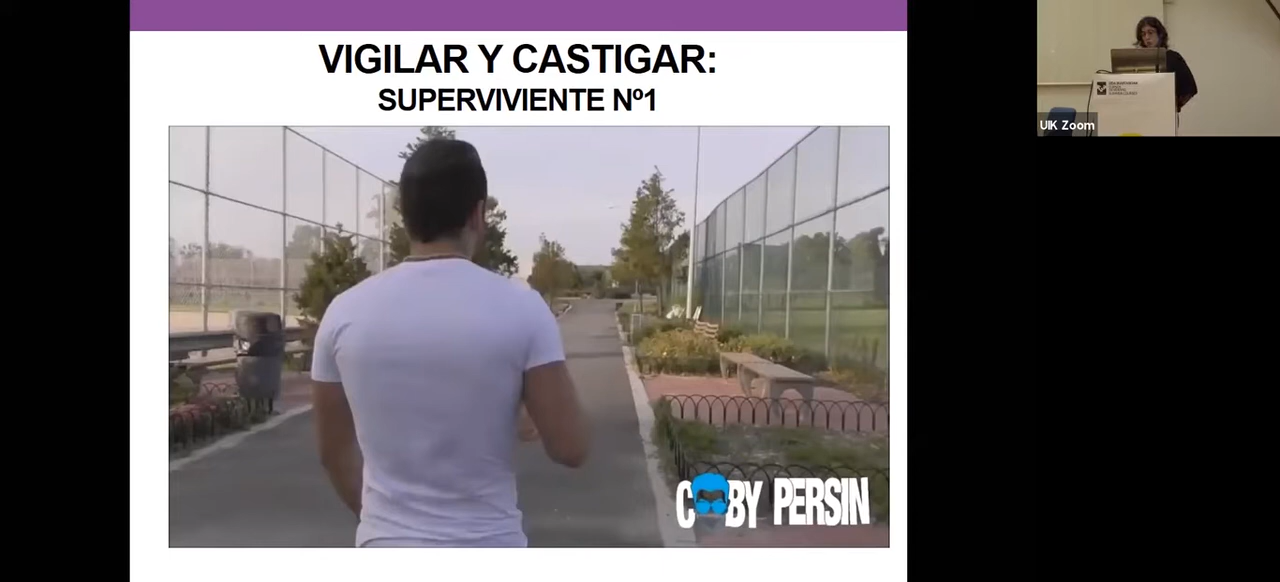 VIGILAR Y CASTIGAR:
SUPERVIVIENTE Nº1
COBY PERSIN
UIK Zoom